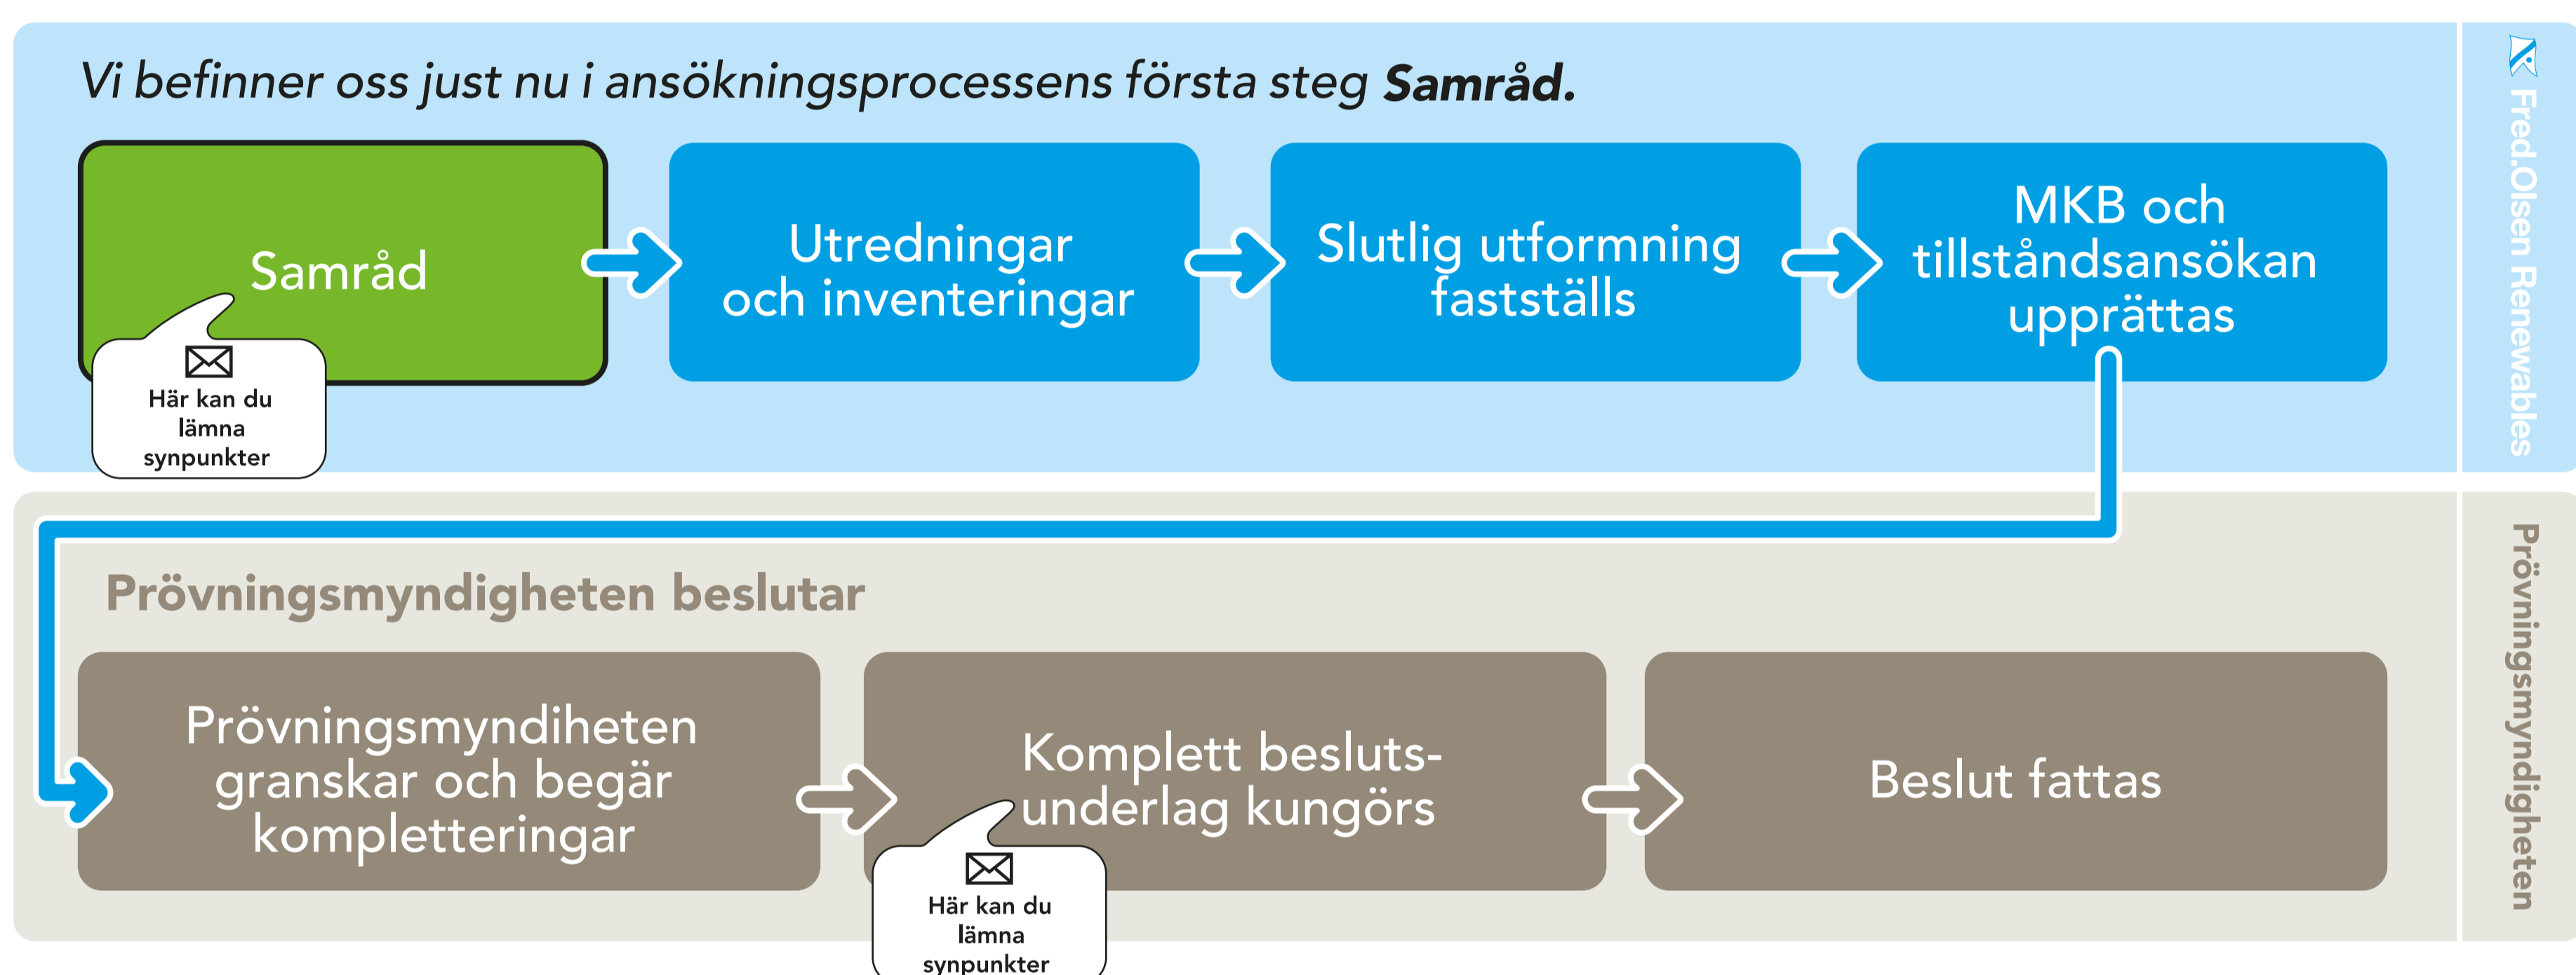 Vi befinner oss just nu i ansökningsprocessens första steg Samråd.
Samråd
Här kan du
lämna
synpunkter
Utredningar
och inventeringar
Slutlig utformning
fastställs
MKB och
tillståndsansökan
upprättas
Fred.Olsen Renewables
Prövningsmyndigheten beslutar
Prövningsmyndiheten
granskar och begär
kompletteringar
Komplett besluts-
underlag kungörs
Här kan du
lämna
synpunkter
Beslut fattas
Prövningsmyndigheten